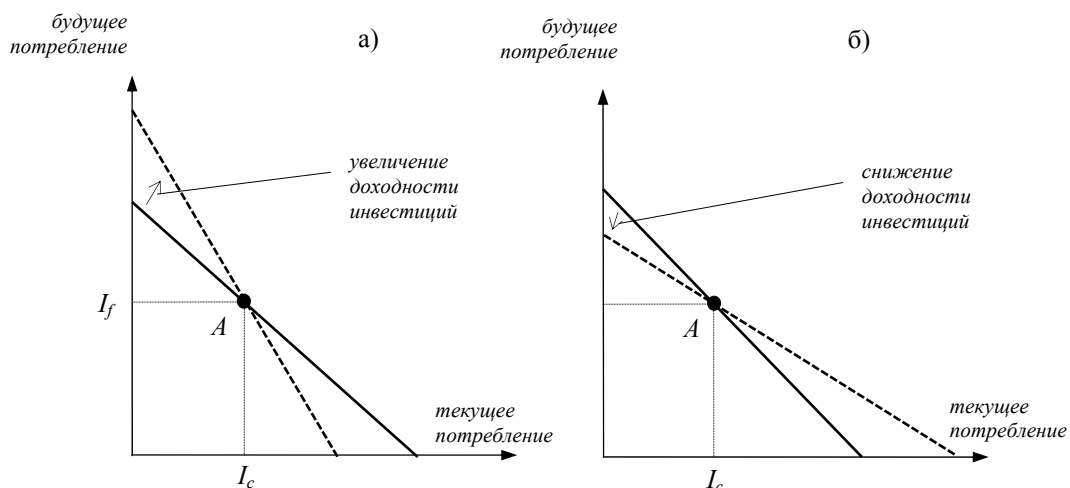 будущее
потребление
а)
увеличение
доходности
инвестиций
I_f
A
текущее
потребление
I_c
будущее
потребление
б)
снижение
доходности
инвестиций
A
текущее
потребление
I_c